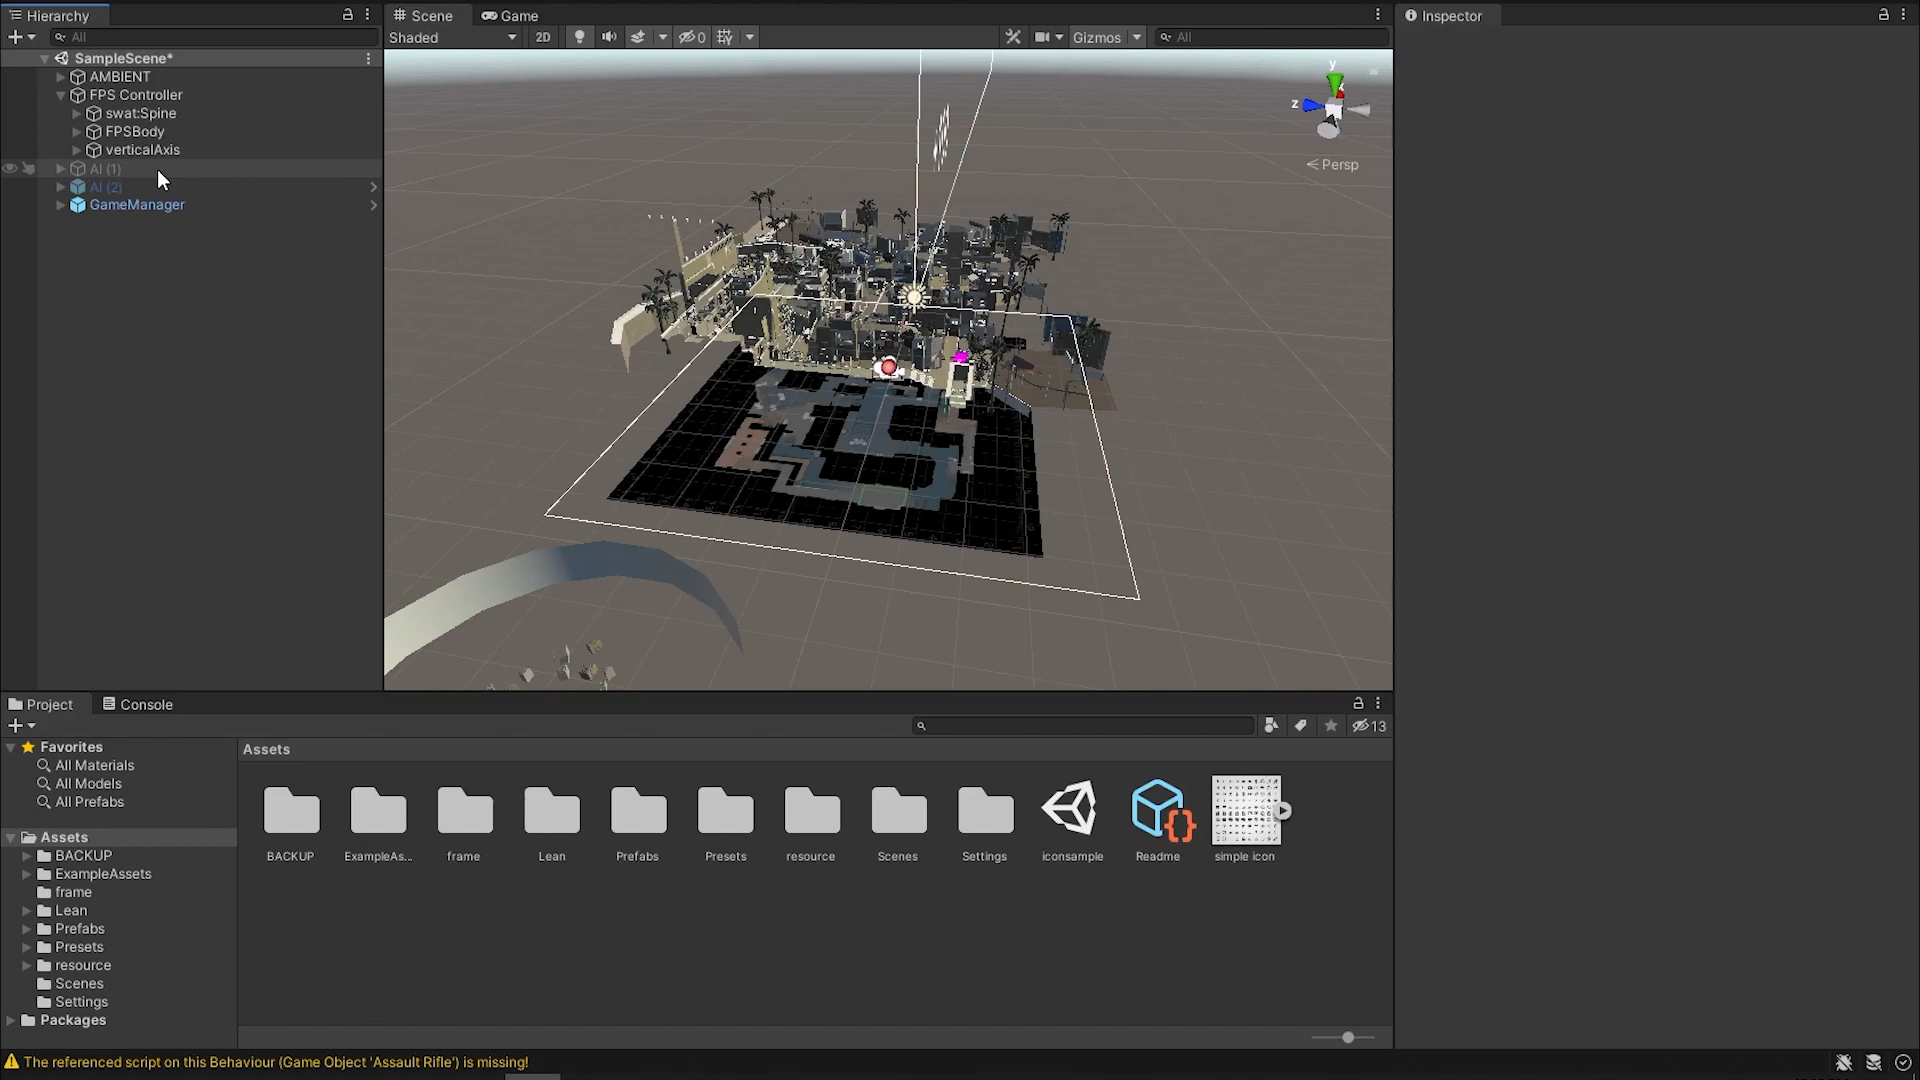 Hierarchy
Scene
Game
Inspector
All
Shaded
2D
0
Gizmos
All
SampleScene*
AMBIENT
FPS Controller
swat:Spine
FPSBody
verticalAxis
AI (1)
AI (2)
GameManager
y
x
z
Persp
Project
Console
13
Favorites
All Materials
All Models
All Prefabs
Assets
BACKUP
ExampleAssets
frame
Lean
Prefabs
Presets
resource
Scenes
Settings
Packages
Assets
BACKUP
ExampleAs...
frame
Lean
Prefabs
Presets
resource
Scenes
Settings
iconsample
Readme
simple icon
The referenced script on this Behaviour (Game Object 'Assault Rifle') is missing!